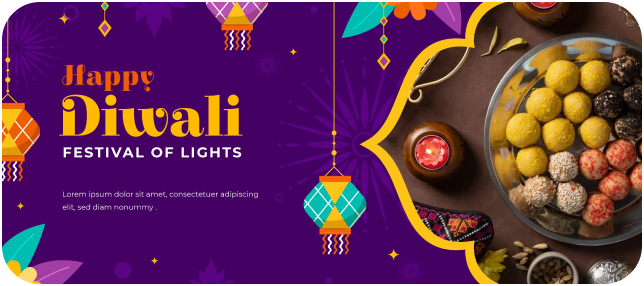 Happy
Diwali
FESTIVAL OF LIGHTS
Lorem ipsum dolor sit amet, consectetuer adipiscing
elit, sed diam nonummy .